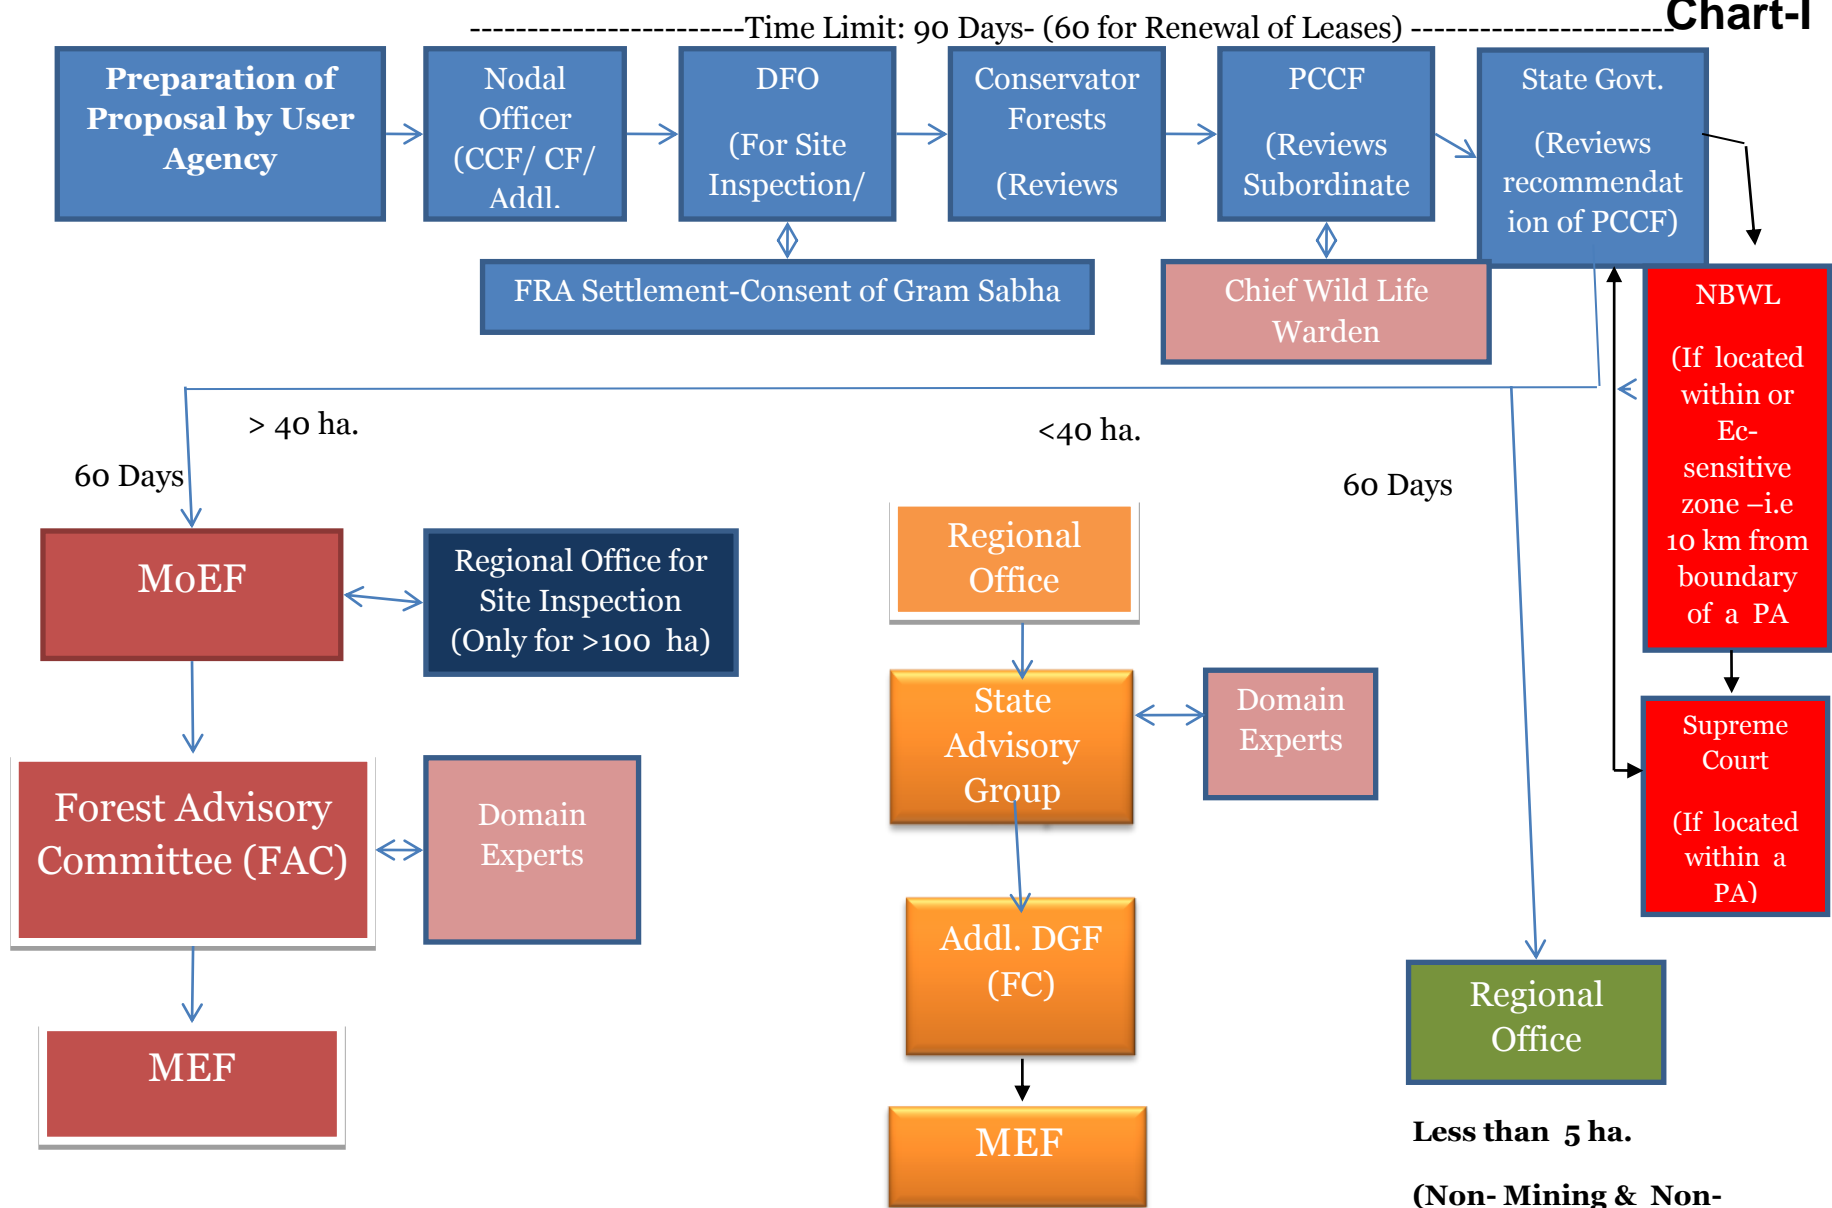 Chart-I
-----------------------Time Limit: 90 Days- (60 for Renewal of Leases) ----------------------
Preparation of
Proposal by User
Agency
Nodal
Officer
(CCF/ CF/
Addl.
DFO
(For Site
Inspection/
Conservator
Forests
(Reviews
PCCF
(Reviews
Subordinate
State Govt.
(Reviews
recommendat
ion of PCCF)
FRA Settlement-Consent of Gram Sabha
Chief Wild Life
Warden
NBWL
(If located
within or
Ec-
sensitive
zone –i.e
10 km from
boundary
of a PA
> 40 ha.
<40 ha.
60 Days
60 Days
MoEF
Regional Office for
Site Inspection
(Only for >100 ha)
Regional
Office
State
Advisory
Group
Domain
Experts
Supreme
Court
(If located
within a
PA)
Forest Advisory
Committee (FAC)
Domain
Experts
Addl. DGF
(FC)
Regional
Office
MEF
MEF
Less than 5 ha.
(Non- Mining & Non-